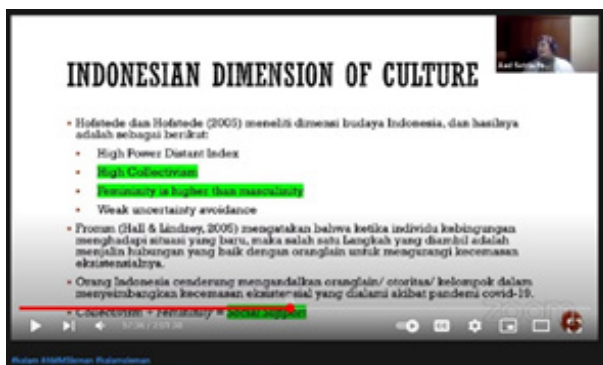 INDONESIAN DIMENSION OF CULTURE
• Hofstede dan Hofstede (2005) meneliti dimensi budaya Indonesia, dan hasilnya
adalah sebagai berikut:
• High Power Distant Index
• High Collectivism
• Femininity is higher than masculinity
• Weak uncertainty avoidance
• Fromm (Hall & Lindzey, 2005) mengatakan bahwa ketika individu kebingungan
menghadapi situasi yang baru, maka salah satu Langkah yang diambil adalah
menjalin hubungan yang baik dengan oranglain untuk mengurangi kecemasan
eksistensialnya.
• Orang Indonesia cenderung mengandalkan oranglain/ otoritas/ kelompok dalam
menyeimbangkan kecemasan eksistensial yang dialami akibat pandemi covid-19.
• Collectivism + Femininity = Social Support
zoom